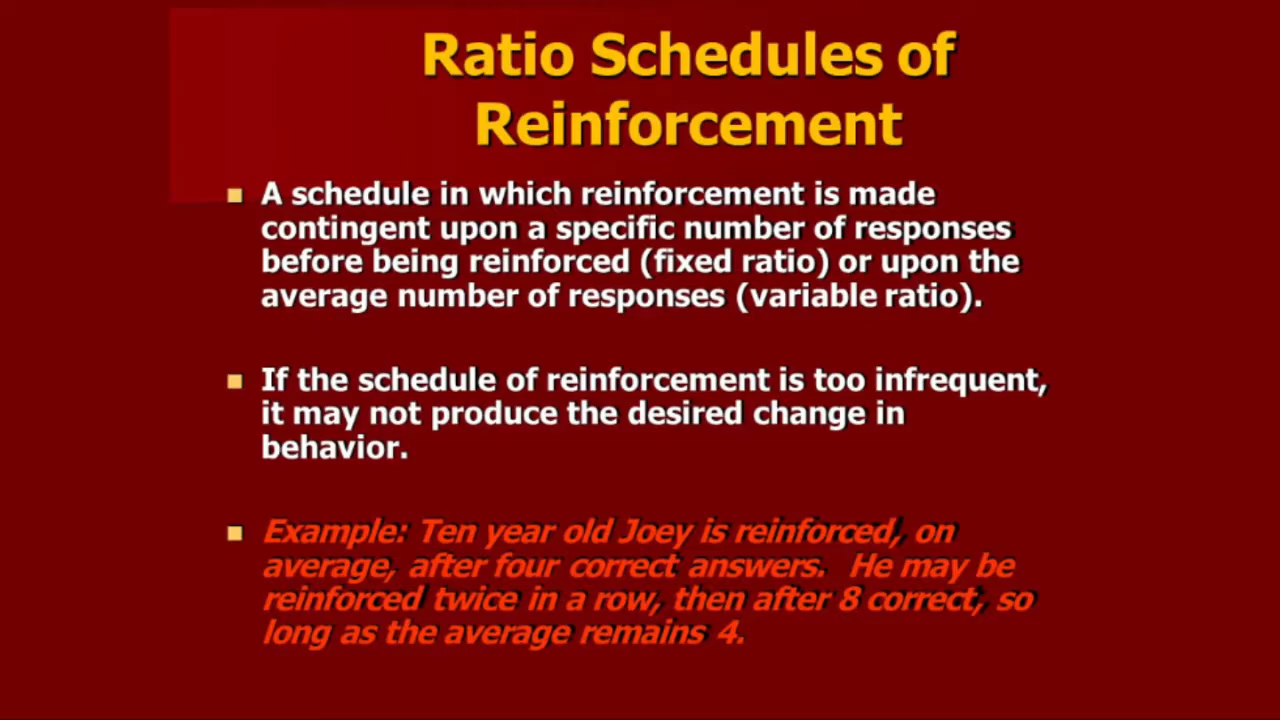 Ratio Schedules of
Reinforcement
A schedule in which reinforcement is made
contingent upon a specific number of responses
before being reinforced (fixed ratio) or upon the
average number of responses (variable ratio).
If the schedule of reinforcement is too infrequent,
it may not produce the desired change in
behavior.
Example: Ten year old Joey is reinforced, on
average, after four correct answers. He may be
reinforced twice in a row, then after 8 correct, so
long as the average remains 4.